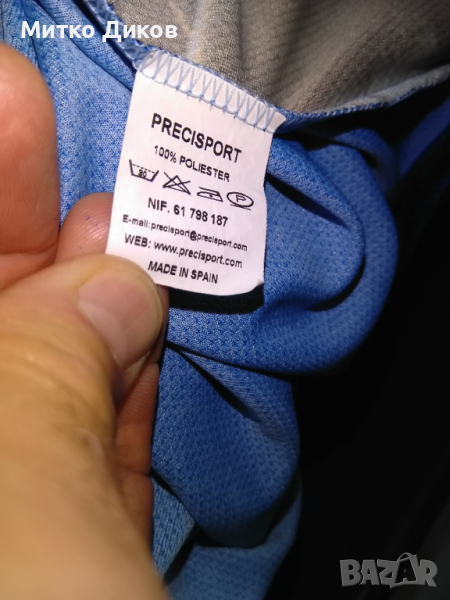 Митко Диков
PRECISPORT
100% POLIESTER
NIF. 61 798 187
E-mail:precisport@precisport.com
WEB: www.precisport.com
MADE IN SPAIN
BAZAR